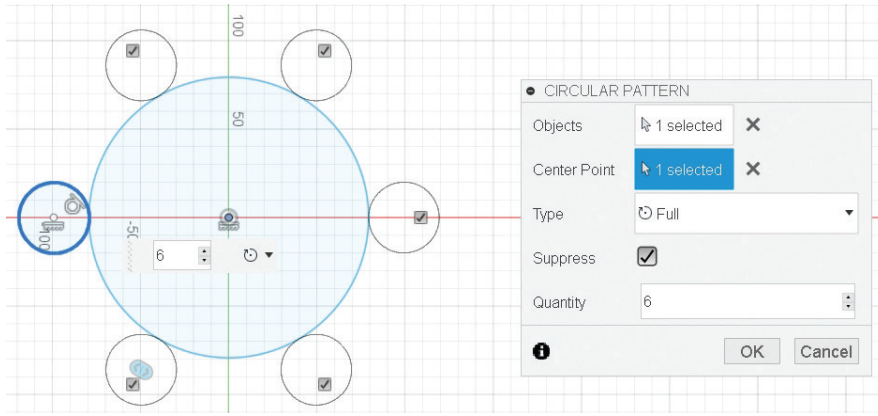 100
50
-50
100
6
CIRCULAR PATTERN
Objects
1 selected
Center Point
1 selected
Type
Full
Suppress
Quantity
6
OK
Cancel